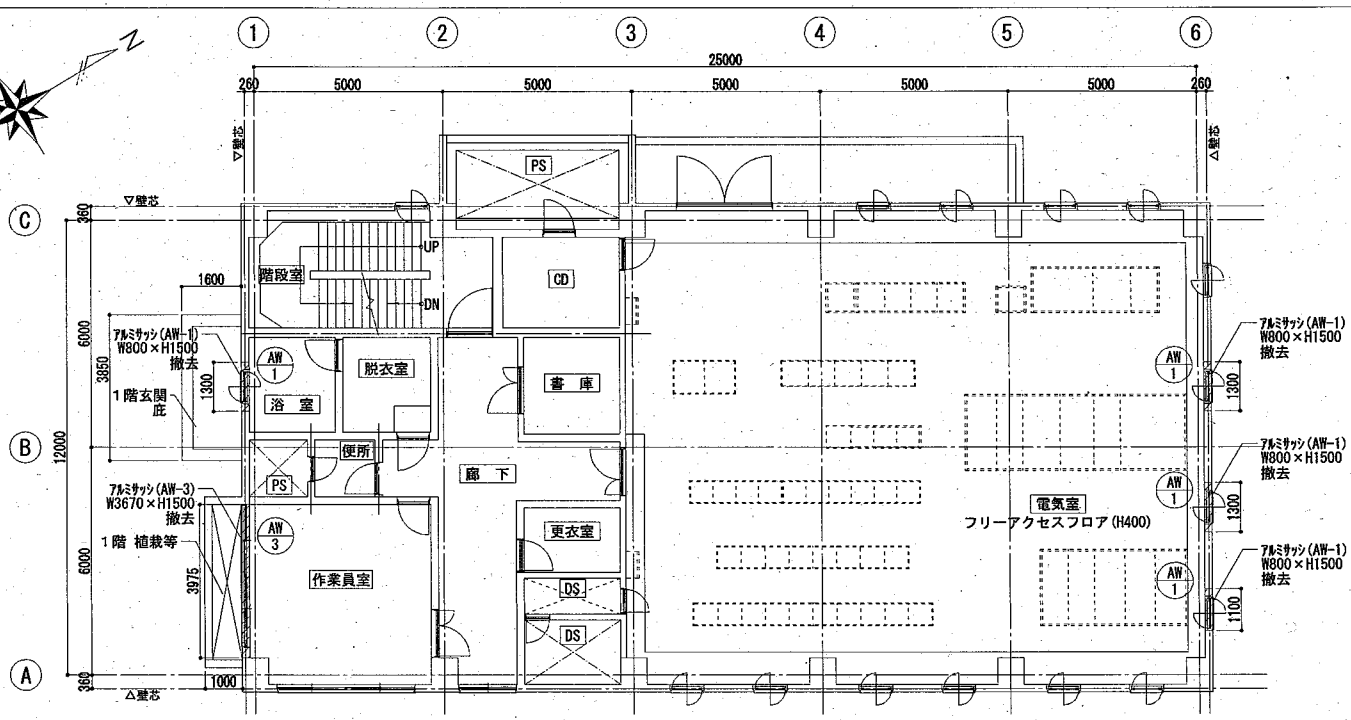 N
1
2
3
4
5
6
25000
260
5000
5000
5000
5000
5000
260
▽壁芯
△壁芯
PS
▽壁芯
C
360
UP
階段室
CD
1600
DN
アルミサッシ(AW-1)
W800×H1500
撤去
AW
1
脱衣室
書 庫
AW
1
アルミサッシ(AW-1)
W800×H1500
撤去
6000
3850
1300
1300
1階玄関
庇
浴 室
B
12000
便所
廊 下
アルミサッシ(AW-1)
W800×H1500
撤去
PS
アルミサッシ(AW-3)
W3670×H1500
撤去
AW
1
1300
電気室
フリーアクセスフロア(H400)
AW
3
更衣室
1階 植栽等
アルミサッシ(AW-1)
W800×H1500
撤去
6000
3975
作業員室
DS
AW
1
1100
DS
A
360
1000
△壁芯